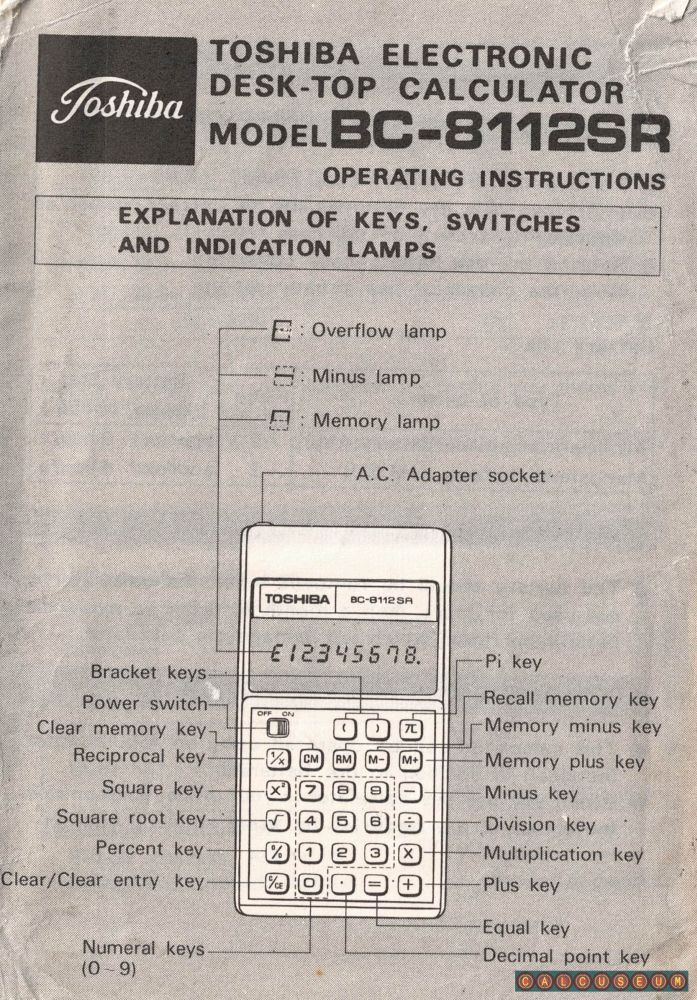 Toshiba
TOSHIBA ELECTRONIC
DESK-TOP CALCULATOR
MODEL BC-8112SR
OPERATING INSTRUCTIONS
EXPLANATION OF KEYS, SWITCHES
AND INDICATION LAMPS
: Overflow lamp
: Minus lamp
: Memory lamp
A.C. Adapter socket
TOSHIBA BC-8112SR
E12345678.
Bracket keys
Pi key
Power switch
Recall memory key
Clear memory key
Memory minus key
Reciprocal key
Memory plus key
Square key
Minus key
Square root key
Division key
Percent key
Multiplication key
Clear/Clear entry key
Plus key
Equal key
Numeral keys
(0~9)
Decimal point key
OFF ON
( ) π
1/x CM RM M- M+
X² 7 8 9 −
√ 4 5 6 ÷
% 1 2 3 X
C/CE 0 · = +
CALCUSEUM